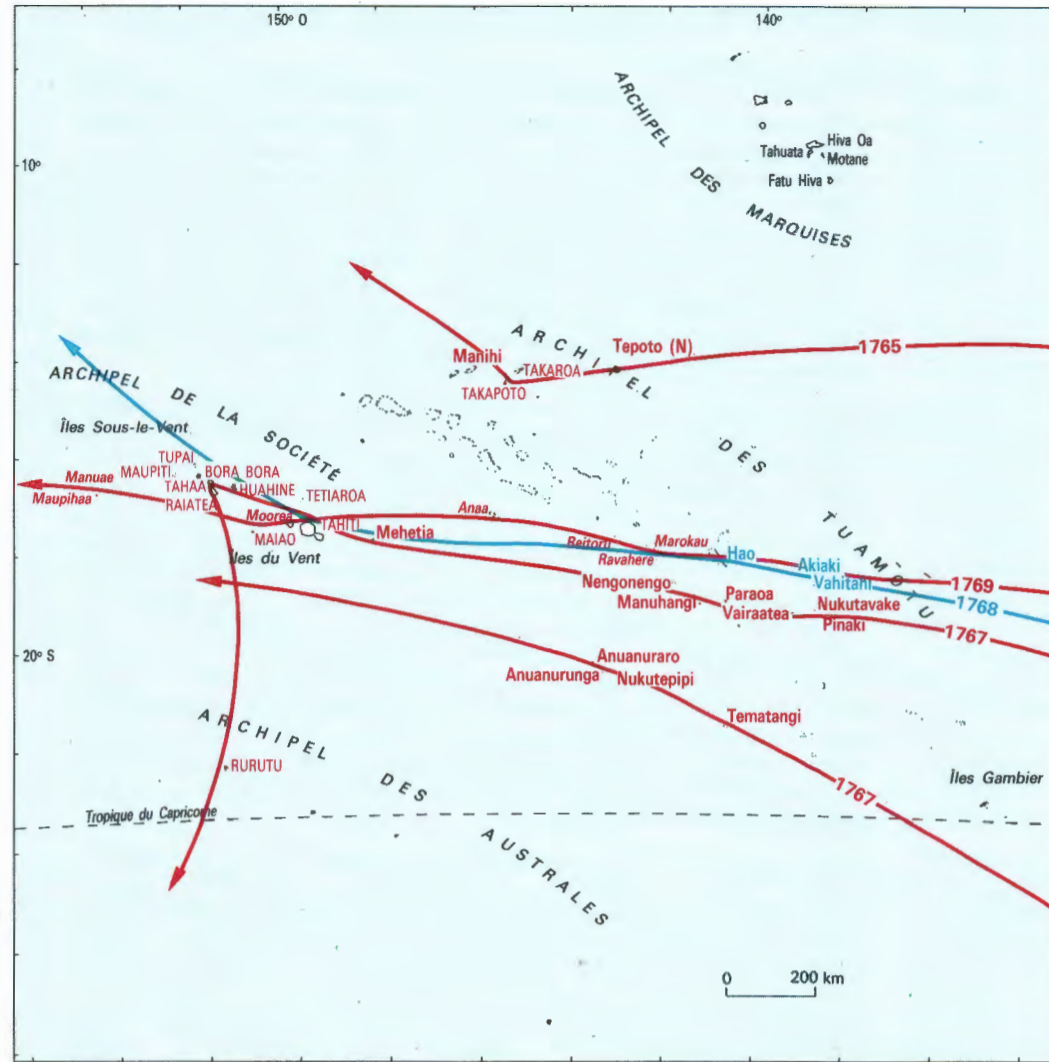 150° O
140°
10°
20° S
ARCHIPEL DES MARQUISES
Hiva Oa
Tahuata
Motane
Fatu Hiva
ARCHIPEL DES TUAMOTU
Tepoto (N)
1765
Manihi
TAKAROA
TAKAPOTO
ARCHIPEL DE LA SOCIÉTÉ
Îles Sous-le-Vent
TUPAI
MAUPITI
BORA BORA
Manuae
TAHAA
HUAHINE
Maupihaa
RAIATEA
TETIAROA
Moorea
TAHITI
MAIAO
Îles du Vent
Mehetia
Anaa
Reitoru
Marokau
Ravahere
Hao
Akiaki
Vahitahi
1769
1768
1767
Nengonengo
Manuhangi
Paraoa
Vairaatea
Nukutavake
Pinaki
Anuanuraro
Anuanurunga
Nukutepipi
Tematangi
1767
Îles Gambier
ARCHIPEL DES AUSTRALES
RURUTU
Tropique du Capricorne
0 200 km